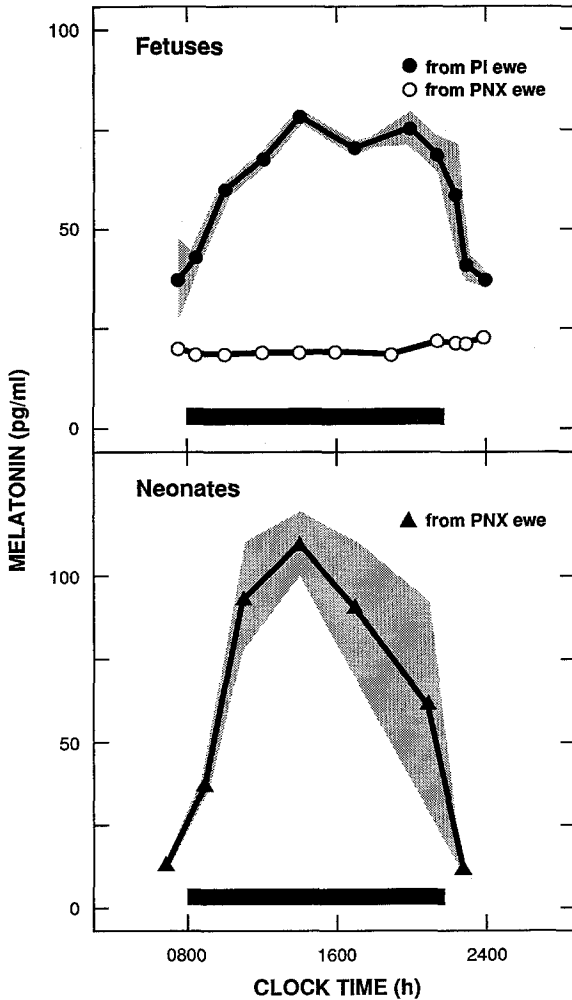 100
Fetuses
from PI ewe
from PNX ewe
50
0
MELATONIN (pg/ml)
Neonates
from PNX ewe
100
50
0
0800 1600 2400
CLOCK TIME (h)